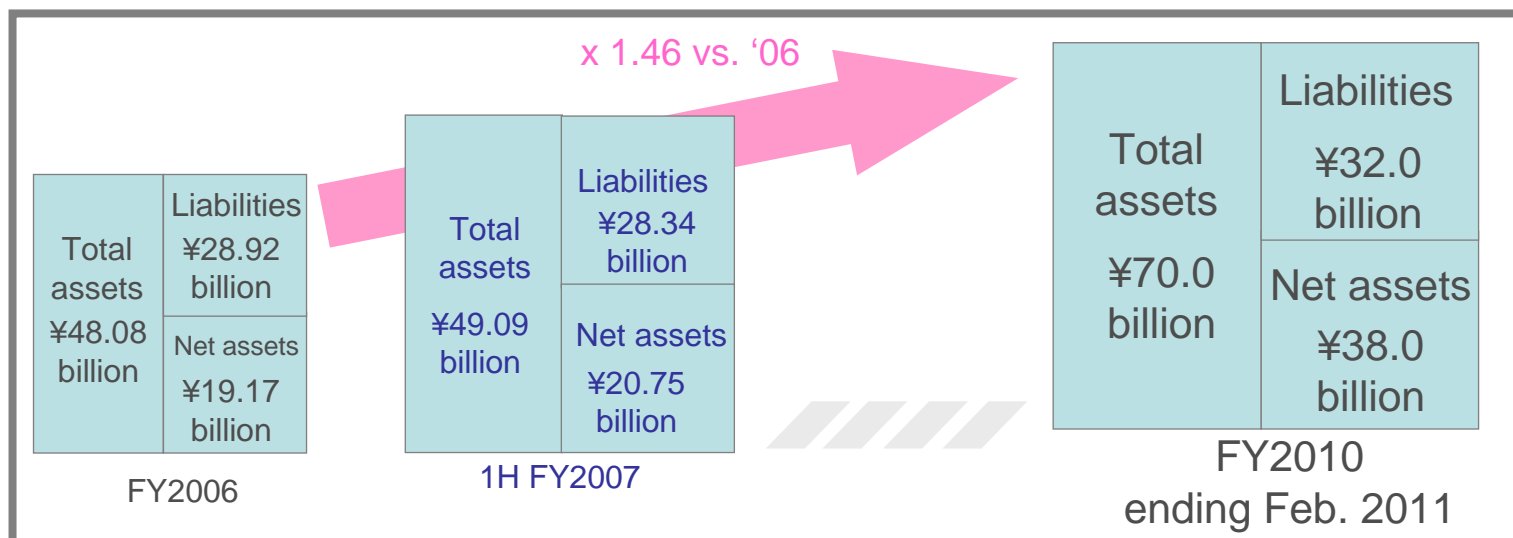 x 1.46 vs. ‘06
Total
assets
¥48.08
billion
Liabilities
¥28.92
billion
Net assets
¥19.17
billion
FY2006
Total
assets
¥49.09
billion
Liabilities
¥28.34
billion
Net assets
¥20.75
billion
1H FY2007
Total
assets
¥70.0
billion
Liabilities
¥32.0
billion
Net assets
¥38.0
billion
FY2010
ending Feb. 2011